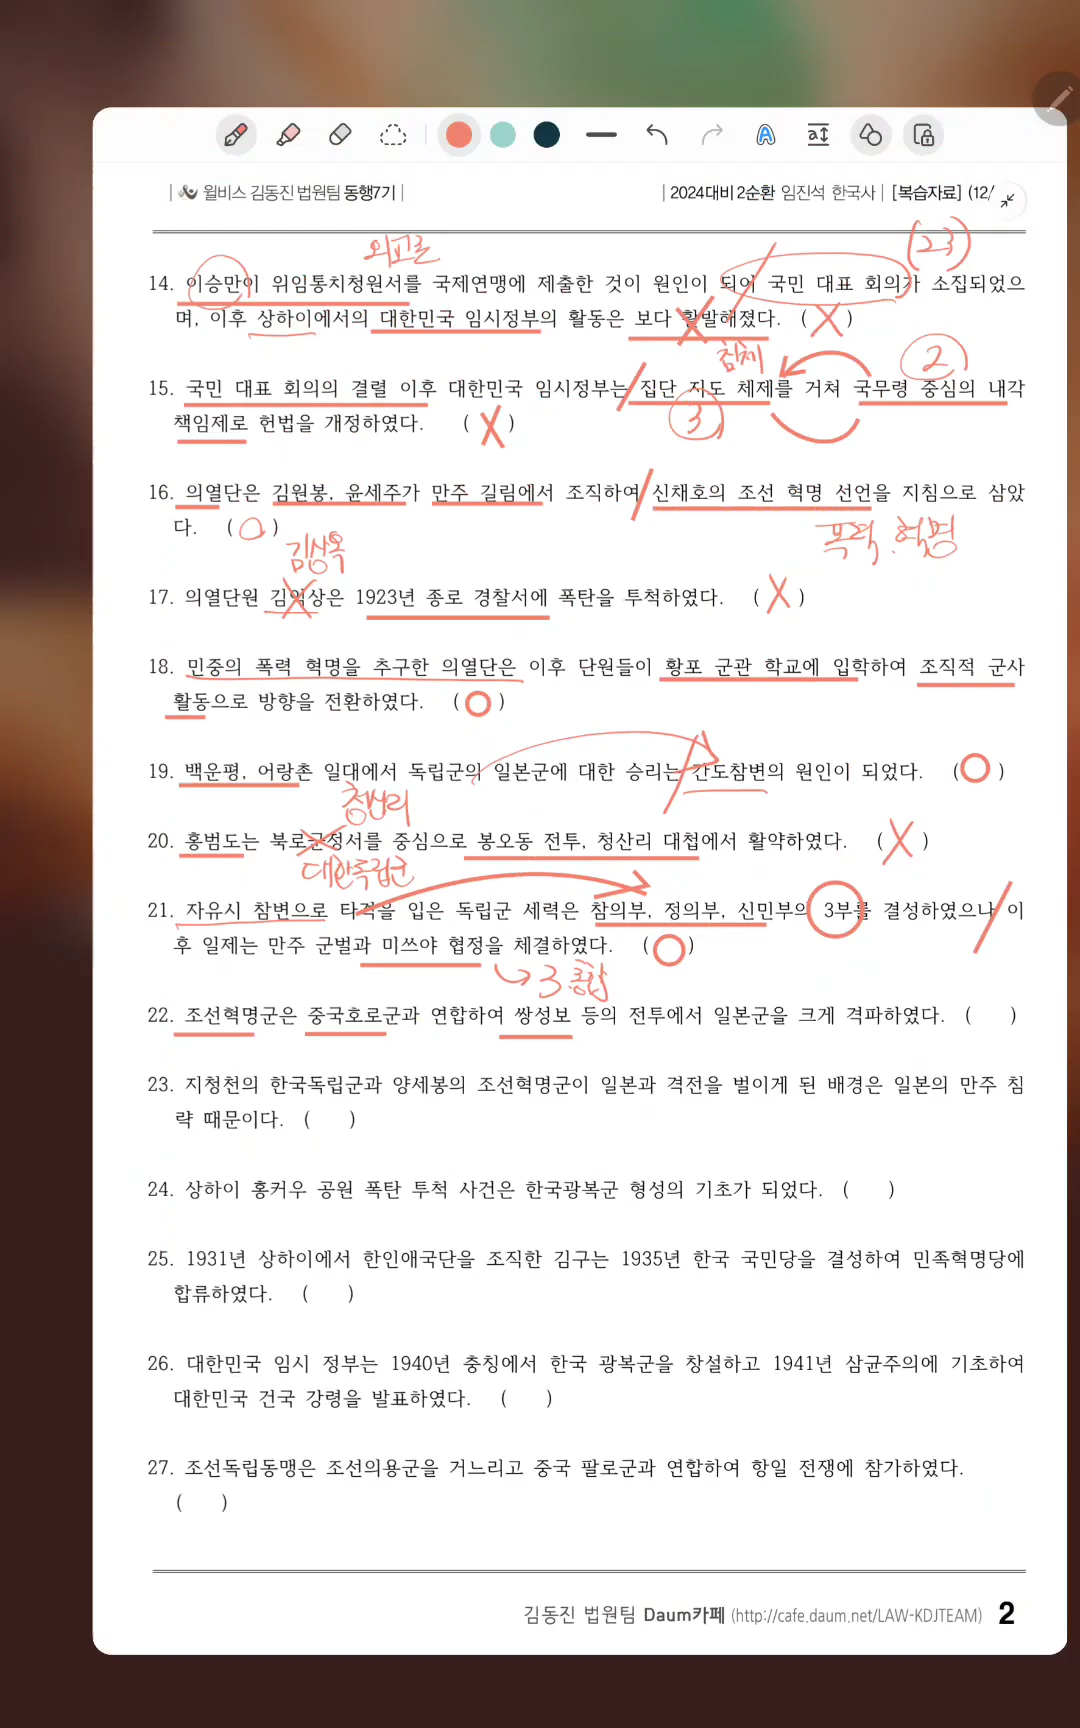 윌비스 김동진 법원팀 동행7기
2024대비 2순환 임진석 한국사 | [복습자료] (12/
외교론
(23)
14. 이승만이 위임통치청원서를 국제연맹에 제출한 것이 원인이 되어 국민 대표 회의가 소집되었으
며, 이후 상하이에서의 대한민국 임시정부의 활동은 보다 활발해졌다. ( X )
침체
2
15. 국민 대표 회의의 결렬 이후 대한민국 임시정부는 집단 지도 체제를 거쳐 국무령 중심의 내각
책임제로 헌법을 개정하였다. ( X )
3
16. 의열단은 김원봉, 윤세주가 만주 길림에서 조직하여 신채호의 조선 혁명 선언을 지침으로 삼았
다. ( O )
폭력, 혁명
김상옥
17. 의열단원 김익상은 1923년 종로 경찰서에 폭탄을 투척하였다. ( X )
18. 민중의 폭력 혁명을 추구한 의열단은 이후 단원들이 황포 군관 학교에 입학하여 조직적 군사
활동으로 방향을 전환하였다. ( O )
19. 백운평, 어랑촌 일대에서 독립군의 일본군에 대한 승리는 간도참변의 원인이 되었다. ( O )
청산리
20. 홍범도는 북로군정서를 중심으로 봉오동 전투, 청산리 대첩에서 활약하였다. ( X )
대한독립군
21. 자유시 참변으로 타격을 입은 독립군 세력은 참의부, 정의부, 신민부의 3부를 결성하였으나 이
후 일제는 만주 군벌과 미쓰야 협정을 체결하였다. ( O )
3부통합
22. 조선혁명군은 중국호로군과 연합하여 쌍성보 등의 전투에서 일본군을 크게 격파하였다. ( )
23. 지청천의 한국독립군과 양세봉의 조선혁명군이 일본과 격전을 벌이게 된 배경은 일본의 만주 침
략 때문이다. ( )
24. 상하이 홍커우 공원 폭탄 투척 사건은 한국광복군 형성의 기초가 되었다. ( )
25. 1931년 상하이에서 한인애국단을 조직한 김구는 1935년 한국 국민당을 결성하여 민족혁명당에
합류하였다. ( )
26. 대한민국 임시 정부는 1940년 충칭에서 한국 광복군을 창설하고 1941년 삼균주의에 기초하여
대한민국 건국 강령을 발표하였다. ( )
27. 조선독립동맹은 조선의용군을 거느리고 중국 팔로군과 연합하여 항일 전쟁에 참가하였다.
( )
김동진 법원팀 Daum카페 (http://cafe.daum.net/LAW-KDJTEAM) 2